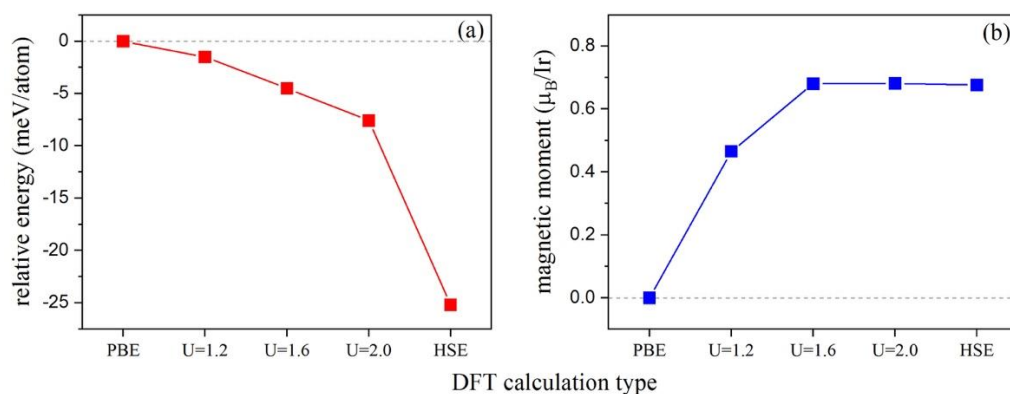 (a)
relative energy (meV/atom)
0
-5
-10
-15
-20
-25
PBE U=1.2 U=1.6 U=2.0 HSE
(b)
magnetic moment (μB/Ir)
0.8
0.6
0.4
0.2
0.0
PBE U=1.2 U=1.6 U=2.0 HSE
DFT calculation type